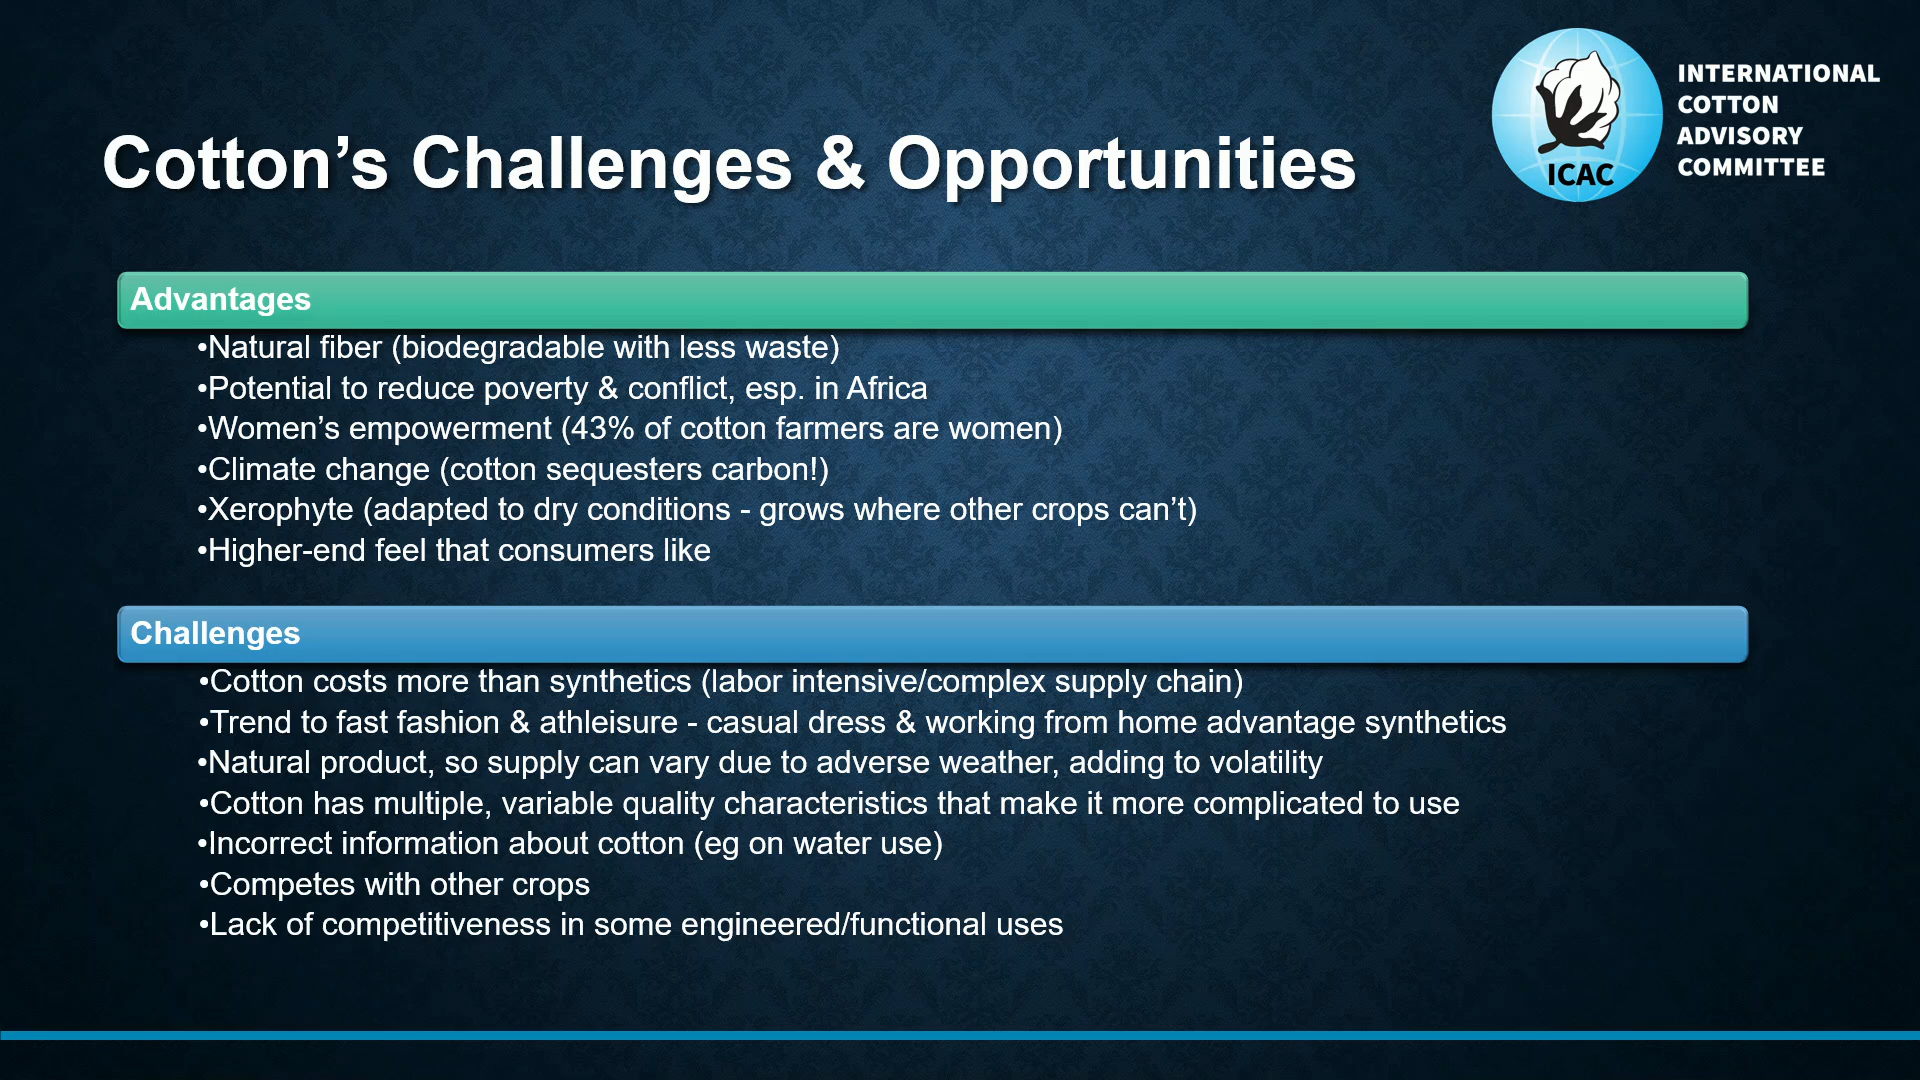 INTERNATIONAL
COTTON
ADVISORY
COMMITTEE
ICAC
Cotton’s Challenges & Opportunities
Advantages
•Natural fiber (biodegradable with less waste)
•Potential to reduce poverty & conflict, esp. in Africa
•Women’s empowerment (43% of cotton farmers are women)
•Climate change (cotton sequesters carbon!)
•Xerophyte (adapted to dry conditions - grows where other crops can’t)
•Higher-end feel that consumers like
Challenges
•Cotton costs more than synthetics (labor intensive/complex supply chain)
•Trend to fast fashion & athleisure - casual dress & working from home advantage synthetics
•Natural product, so supply can vary due to adverse weather, adding to volatility
•Cotton has multiple, variable quality characteristics that make it more complicated to use
•Incorrect information about cotton (eg on water use)
•Competes with other crops
•Lack of competitiveness in some engineered/functional uses